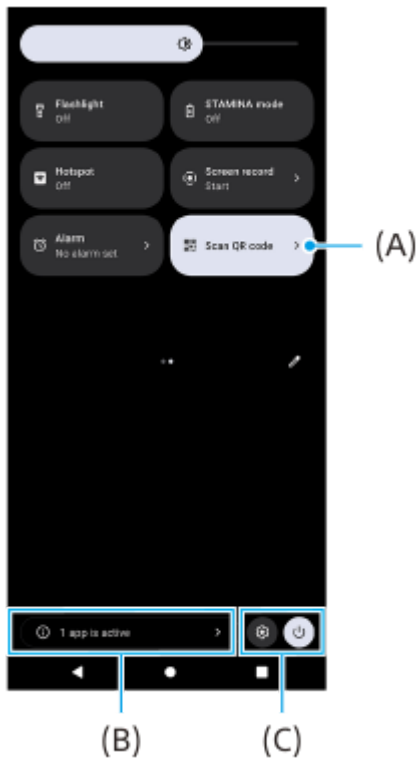 Flashlight
Off
STAMINA mode
Off
Hotspot
Off
Screen record
Start
Alarm
No alarm set
Scan QR code
(A)
1 app is active
(B)
(C)